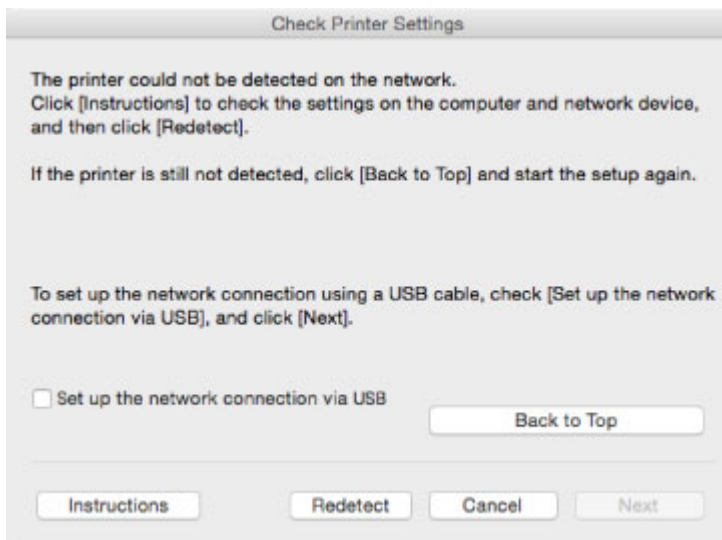 Check Printer Settings
The printer could not be detected on the network.
Click [Instructions] to check the settings on the computer and network device,
and then click [Redetect].
If the printer is still not detected, click [Back to Top] and start the setup again.
To set up the network connection using a USB cable, check [Set up the network
connection via USB], and click [Next].
Set up the network connection via USB
Back to Top
Instructions
Redetect
Cancel
Next